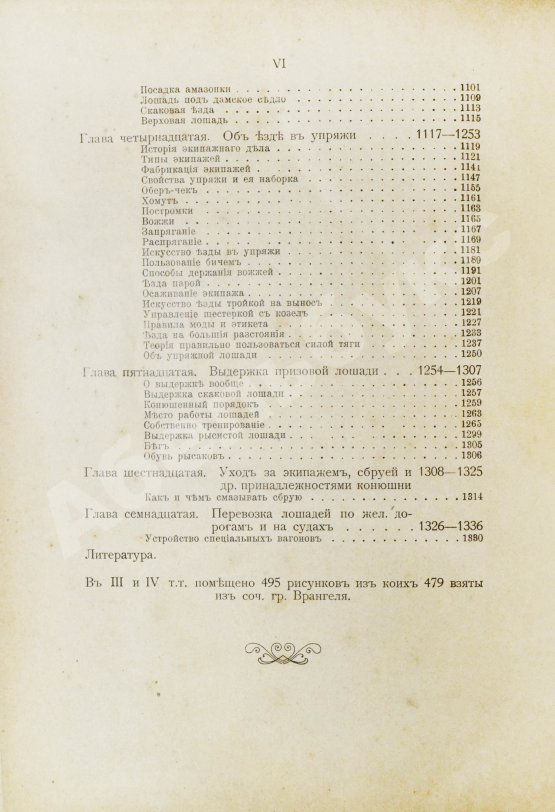 VI
Посадка амазонки . . . . . . . . . . 1101
Лошадь подъ дамское сѣдло . . . . . . . . . . 1109
Скаковая ѣзда . . . . . . . . . . 1113
Верховая лошадь . . . . . . . . . . 1115
Глава четырнадцатая. Объ ѣздѣ въ упряжи . . . . 1117—1253
Исторія экипажнаго дѣла . . . . . . . . . . 1119
Типы экипажей . . . . . . . . . . 1121
Фабрикація экипажей . . . . . . . . . . 1141
Свойства упряжи и ея наборка . . . . . . . . . . 1147
Оберъ-чекъ . . . . . . . . . . 1155
Хомутъ . . . . . . . . . . 1161
Постромки . . . . . . . . . . 1163
Вожжи . . . . . . . . . . 1165
Запряганіе . . . . . . . . . . 1167
Распряганіе . . . . . . . . . . 1169
Искусство ѣзды въ упряжи . . . . . . . . . . 1181
Пользованіе бичемъ . . . . . . . . . . 1189
Способы держанія вожжей . . . . . . . . . . 1191
Ѣзда парой . . . . . . . . . . 1201
Осаживаніе экипажа . . . . . . . . . . 1207
Искусство ѣзды тройкой на выносъ . . . . . . . . . . 1219
Управленіе шестеркой съ козелъ . . . . . . . . . . 1221
Правила моды и этикета . . . . . . . . . . 1227
Ѣзда на большія разстоянія . . . . . . . . . . 1233
Теорія правильно пользоваться силой тяги . . . . . . . . . . 1237
Объ упряжной лошади . . . . . . . . . . 1250
Глава пятнадцатая. Выдержка призовой лошади . . . 1254—1307
О выдержкѣ вообще . . . . . . . . . . 1256
Выдержка скаковой лошади . . . . . . . . . . 1257
Конюшенный порядокъ . . . . . . . . . . 1259
Мѣсто работы лошадей . . . . . . . . . . 1263
Собственно тренированіе . . . . . . . . . . 1265
Выдержка рысистой лошади . . . . . . . . . . 1299
Бѣгъ . . . . . . . . . . 1305
Обувь рысаковъ . . . . . . . . . . 1306
Глава шестнадцатая. Уходъ за экипажемъ, сбруей и 1308—1325
др. принадлежностями конюшни
Какъ и чѣмъ смазывать сбрую . . . . . . . . . . 1314
Глава семнадцатая. Перевозка лошадей по жел. до-
рогамъ и на судахъ . . . . . . 1326—1336
Устройство спеціальныхъ вагоновъ . . . . . . . . . . 1330
Литература.
Въ III и IV т.т. помѣщено 495 рисунковъ изъ коихъ 479 взяты
изъ соч. гр. Врангеля.